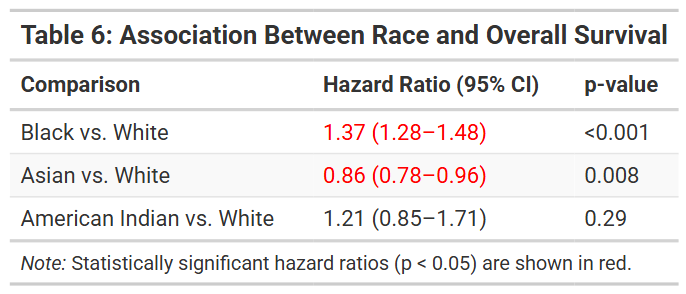 Table 6: Association Between Race and Overall Survival
Comparison Hazard Ratio (95% CI) p-value
Black vs. White 1.37 (1.28–1.48) <0.001
Asian vs. White 0.86 (0.78–0.96) 0.008
American Indian vs. White 1.21 (0.85–1.71) 0.29
Note: Statistically significant hazard ratios (p < 0.05) are shown in red.